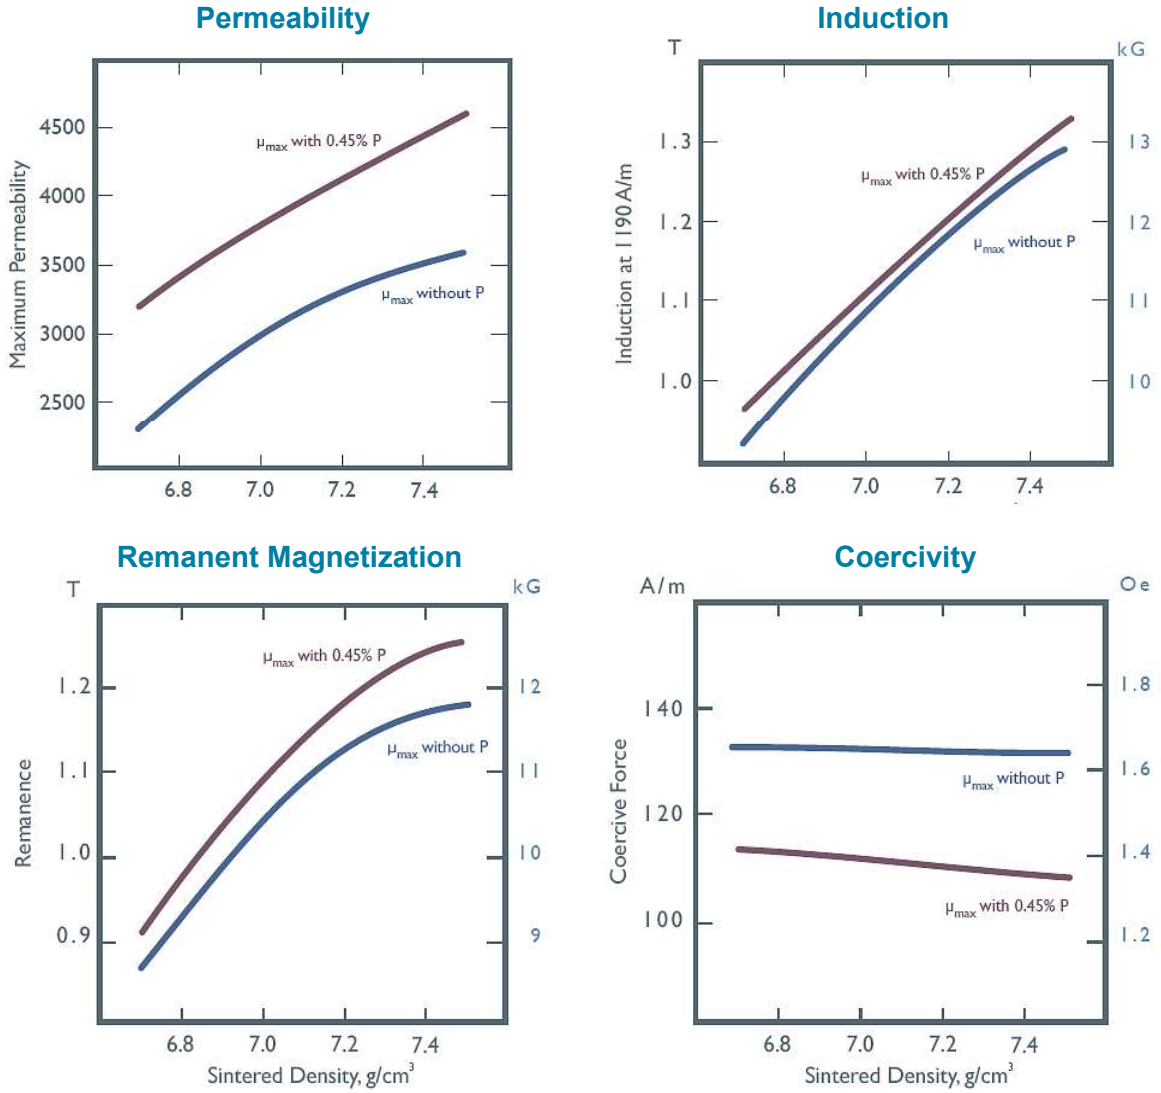 Permeability
Maximum Permeability
4500
4000
3500
3000
2500
μmax with 0.45% P
μmax without P
6.8 7.0 7.2 7.4
Induction
T
kG
Induction at 1190 A/m
1.3
1.2
1.1
1.0
μmax with 0.45% P
μmax without P
13
12
11
10
6.8 7.0 7.2 7.4
Remanent Magnetization
T
kG
Remanence
1.2
1.1
1.0
0.9
μmax with 0.45% P
μmax without P
12
11
10
9
6.8 7.0 7.2 7.4
Sintered Density, g/cm³
Coercivity
A/m
Oe
Coercive Force
140
120
100
μmax without P
μmax with 0.45% P
1.8
1.6
1.4
1.2
6.8 7.0 7.2 7.4
Sintered Density, g/cm³